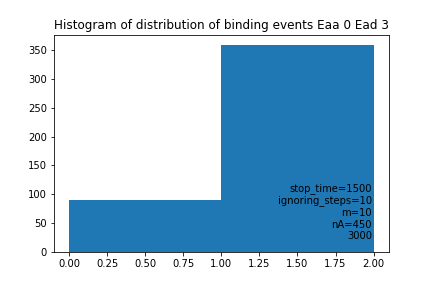 Histogram of distribution of binding events Eaa 0 Ead 3
350
300
250
200
150
100
50
0
stop_time=1500
ignoring_steps=10
m=10
nA=450
3000
0.00 0.25 0.50 0.75 1.00 1.25 1.50 1.75 2.00